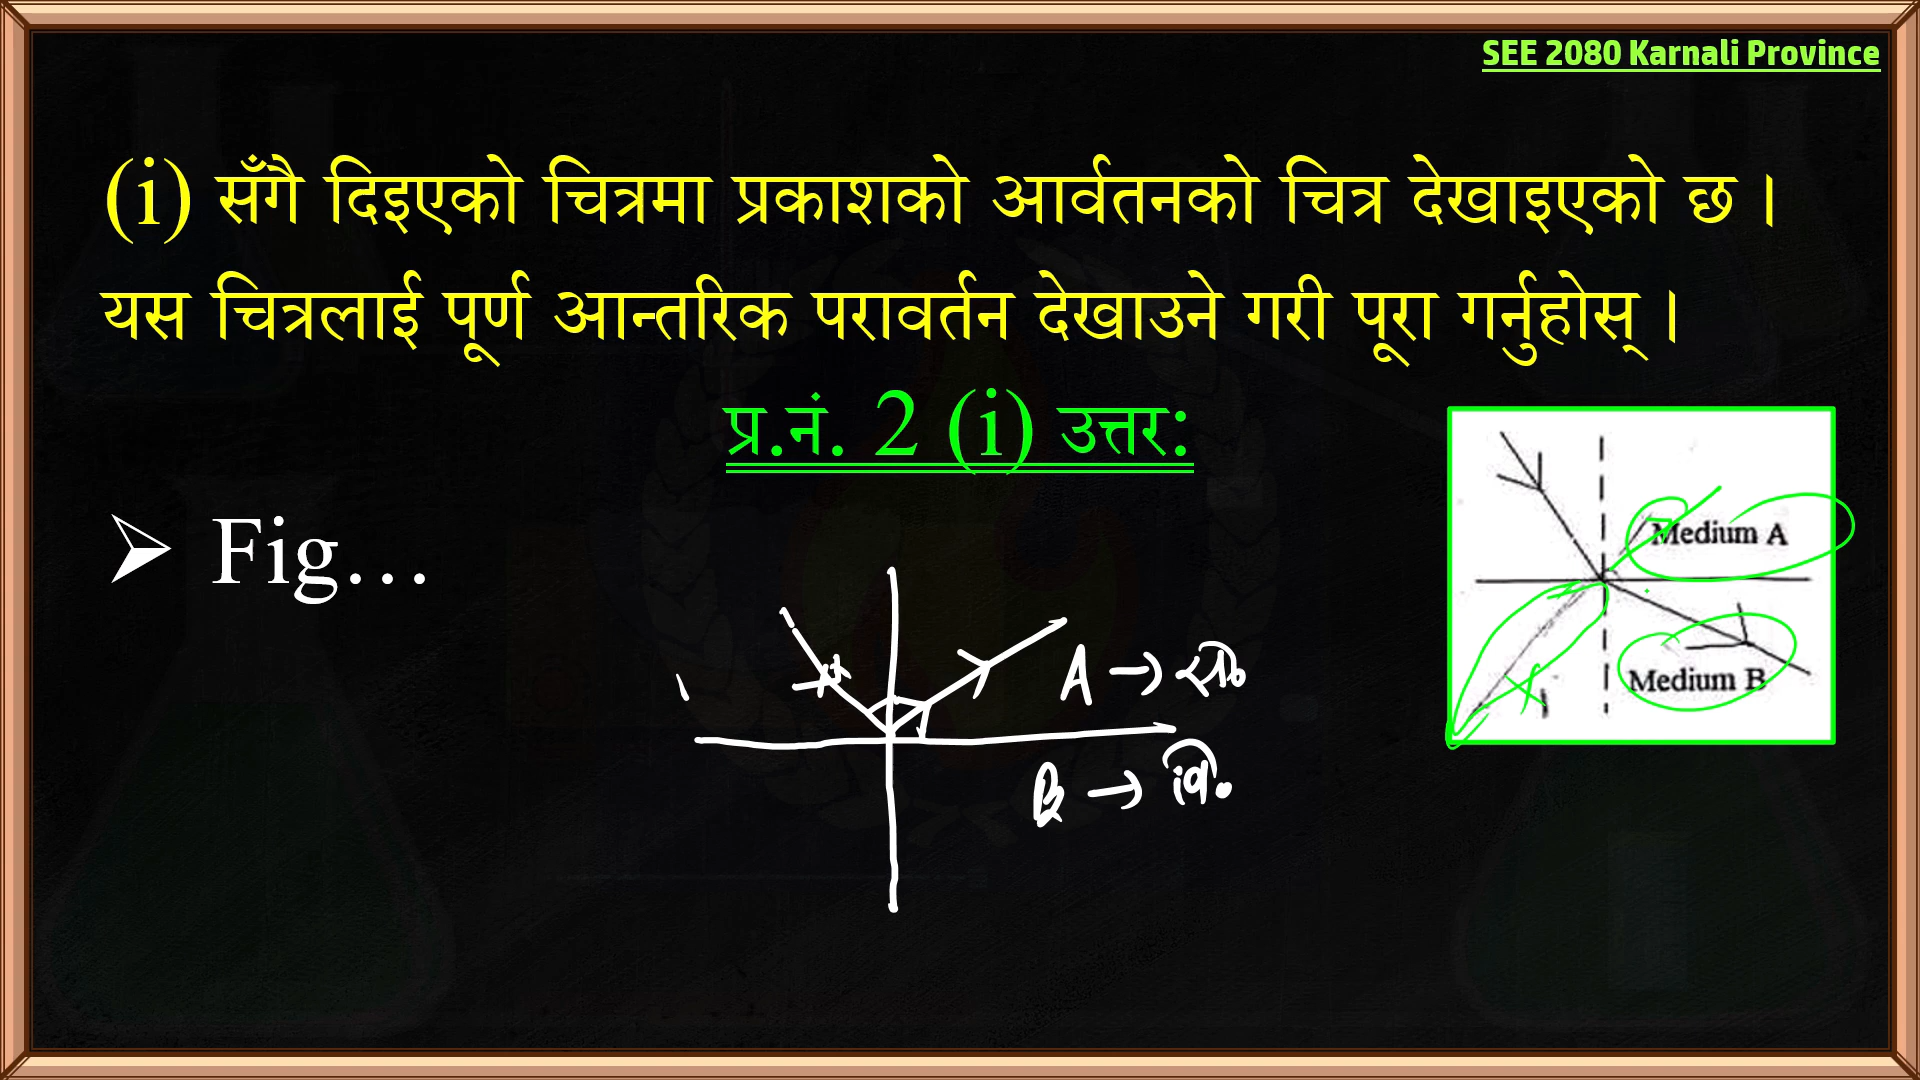 SEE 2080 Karnali Province
(i) सँगै दिइएको चित्रमा प्रकाशको आर्वतनको चित्र देखाइएको छ ।
यस चित्रलाई पूर्ण आन्तरिक परावर्तन देखाउने गरी पूरा गर्नुहोस् ।
प्र.नं. 2 (i) उत्तर:
➢ Fig...
Medium A
Medium B
A →
B → वि.